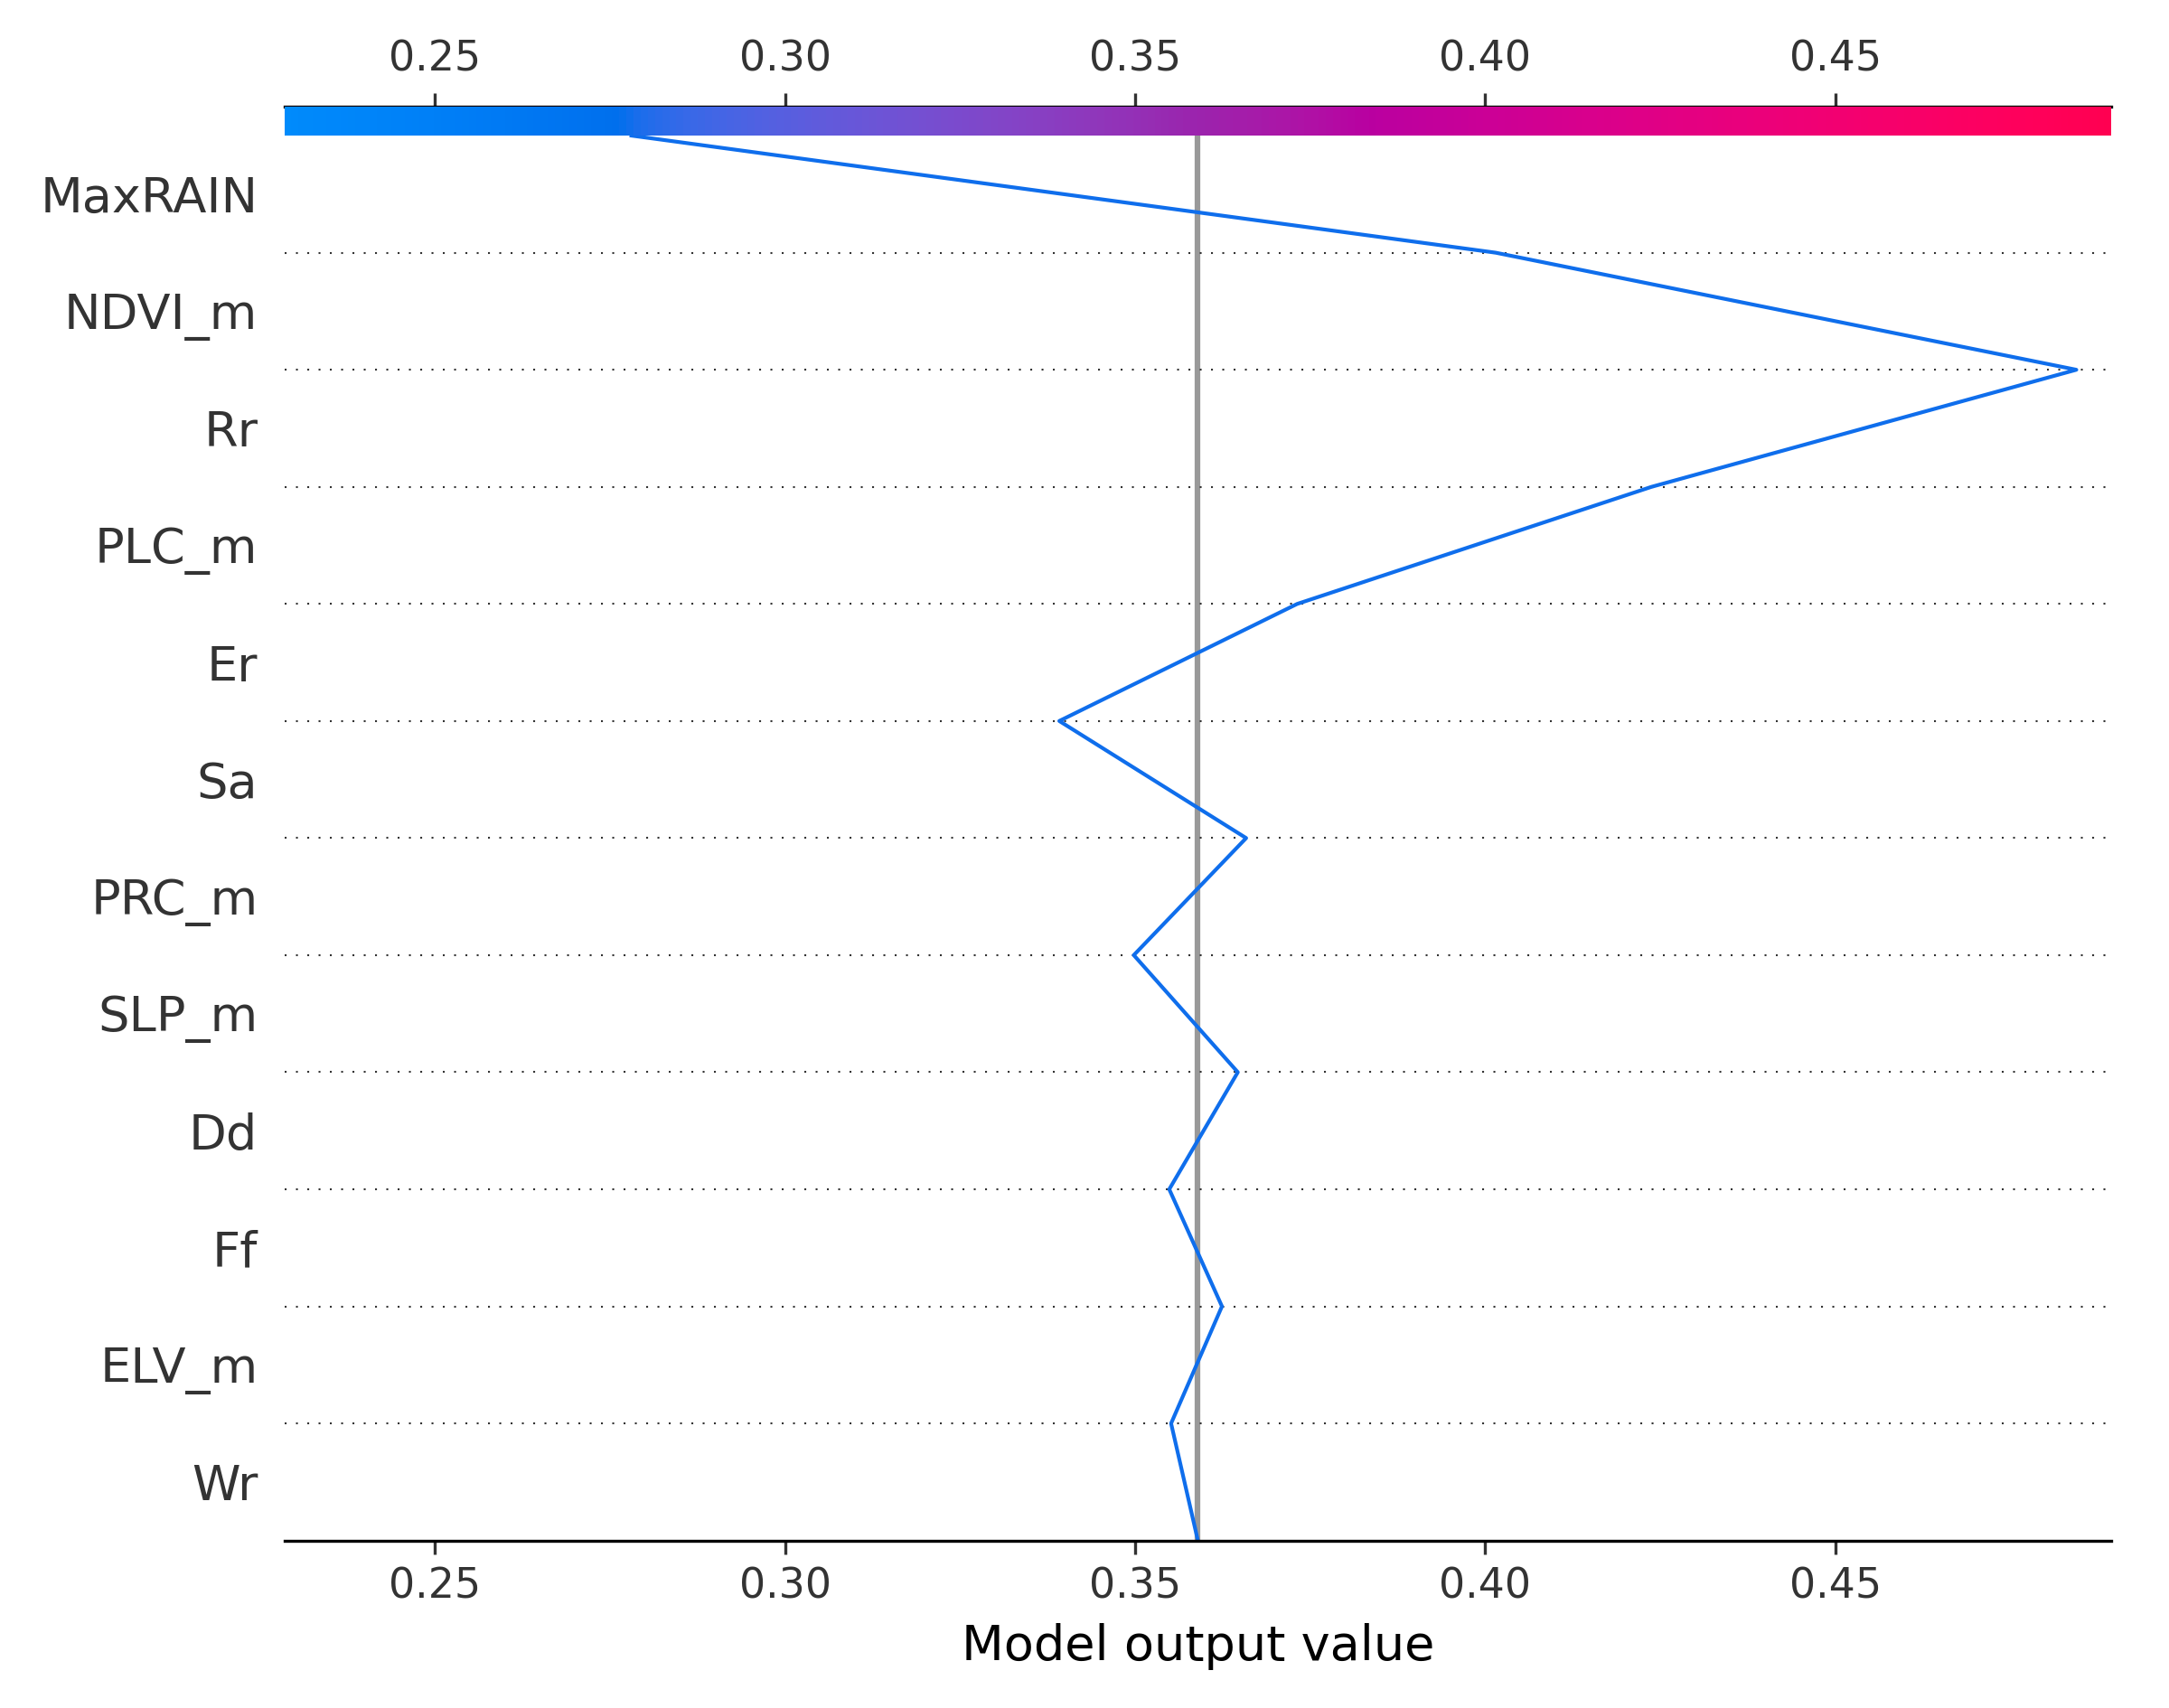 0.25 0.30 0.35 0.40 0.45
MaxRAIN
NDVI_m
Rr
PLC_m
Er
Sa
PRC_m
SLP_m
Dd
Ff
ELV_m
Wr
0.25 0.30 0.35 0.40 0.45
Model output value